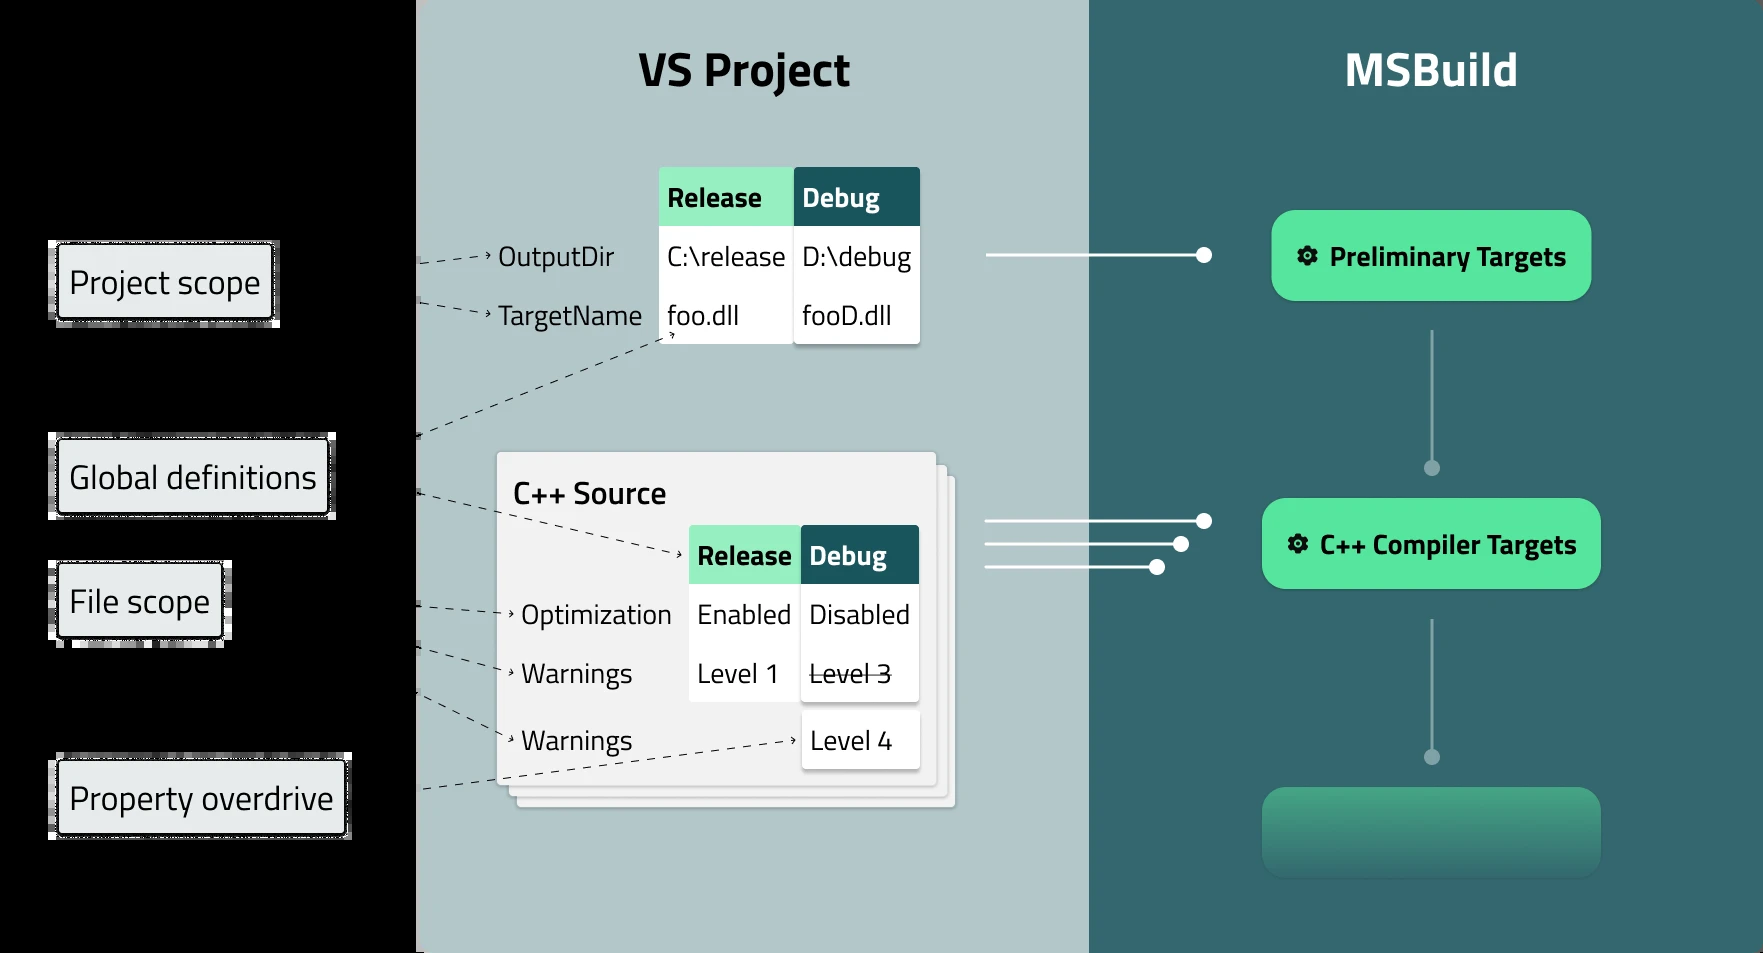 VS Project
MSBuild
Release Debug
Project scope
OutputDir C:\release D:\debug
Preliminary Targets
TargetName foo.dll fooD.dll
Global definitions
C++ Source
Release Debug
C++ Compiler Targets
File scope
Optimization Enabled Disabled
Warnings Level 1 Level 3
Warnings Level 4
Property overdrive